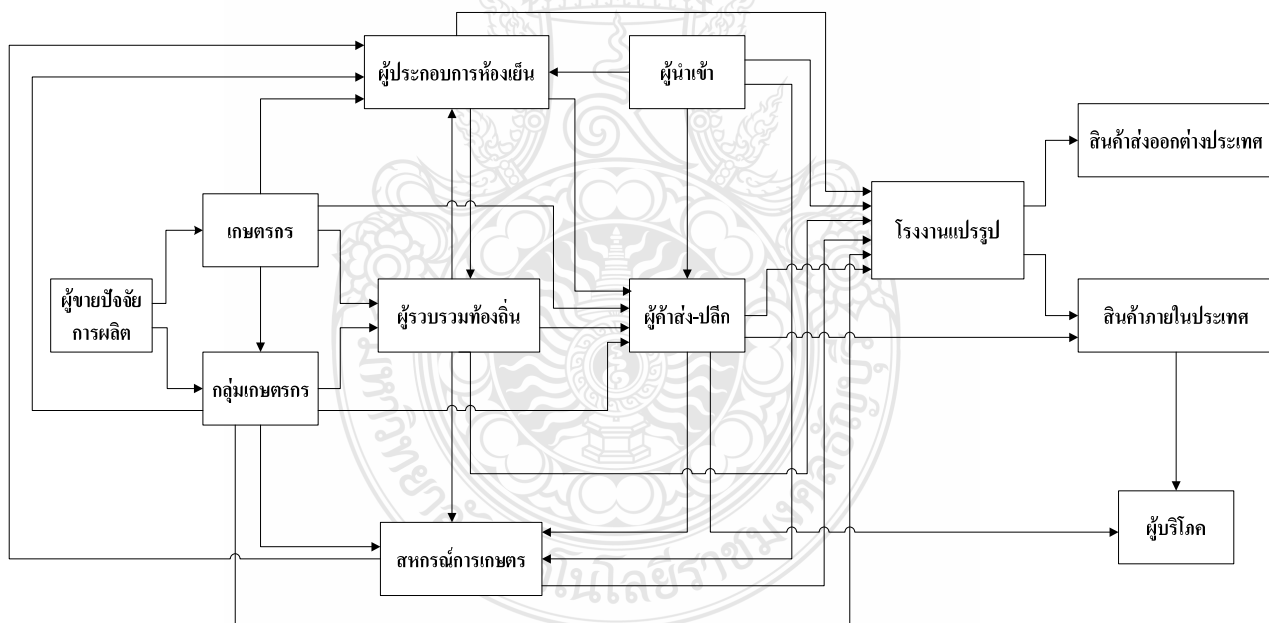 ผู้ประกอบการห้องเย็น
ผู้นำเข้า
สินค้าส่งออกต่างประเทศ
เกษตรกร
โรงงานแปรรูป
ผู้ขายปัจจัย
การผลิต
ผู้รวบรวมท้องถิ่น
ผู้ค้าส่ง-ปลีก
สินค้าภายในประเทศ
กลุ่มเกษตรกร
สหกรณ์การเกษตร
ผู้บริโภค